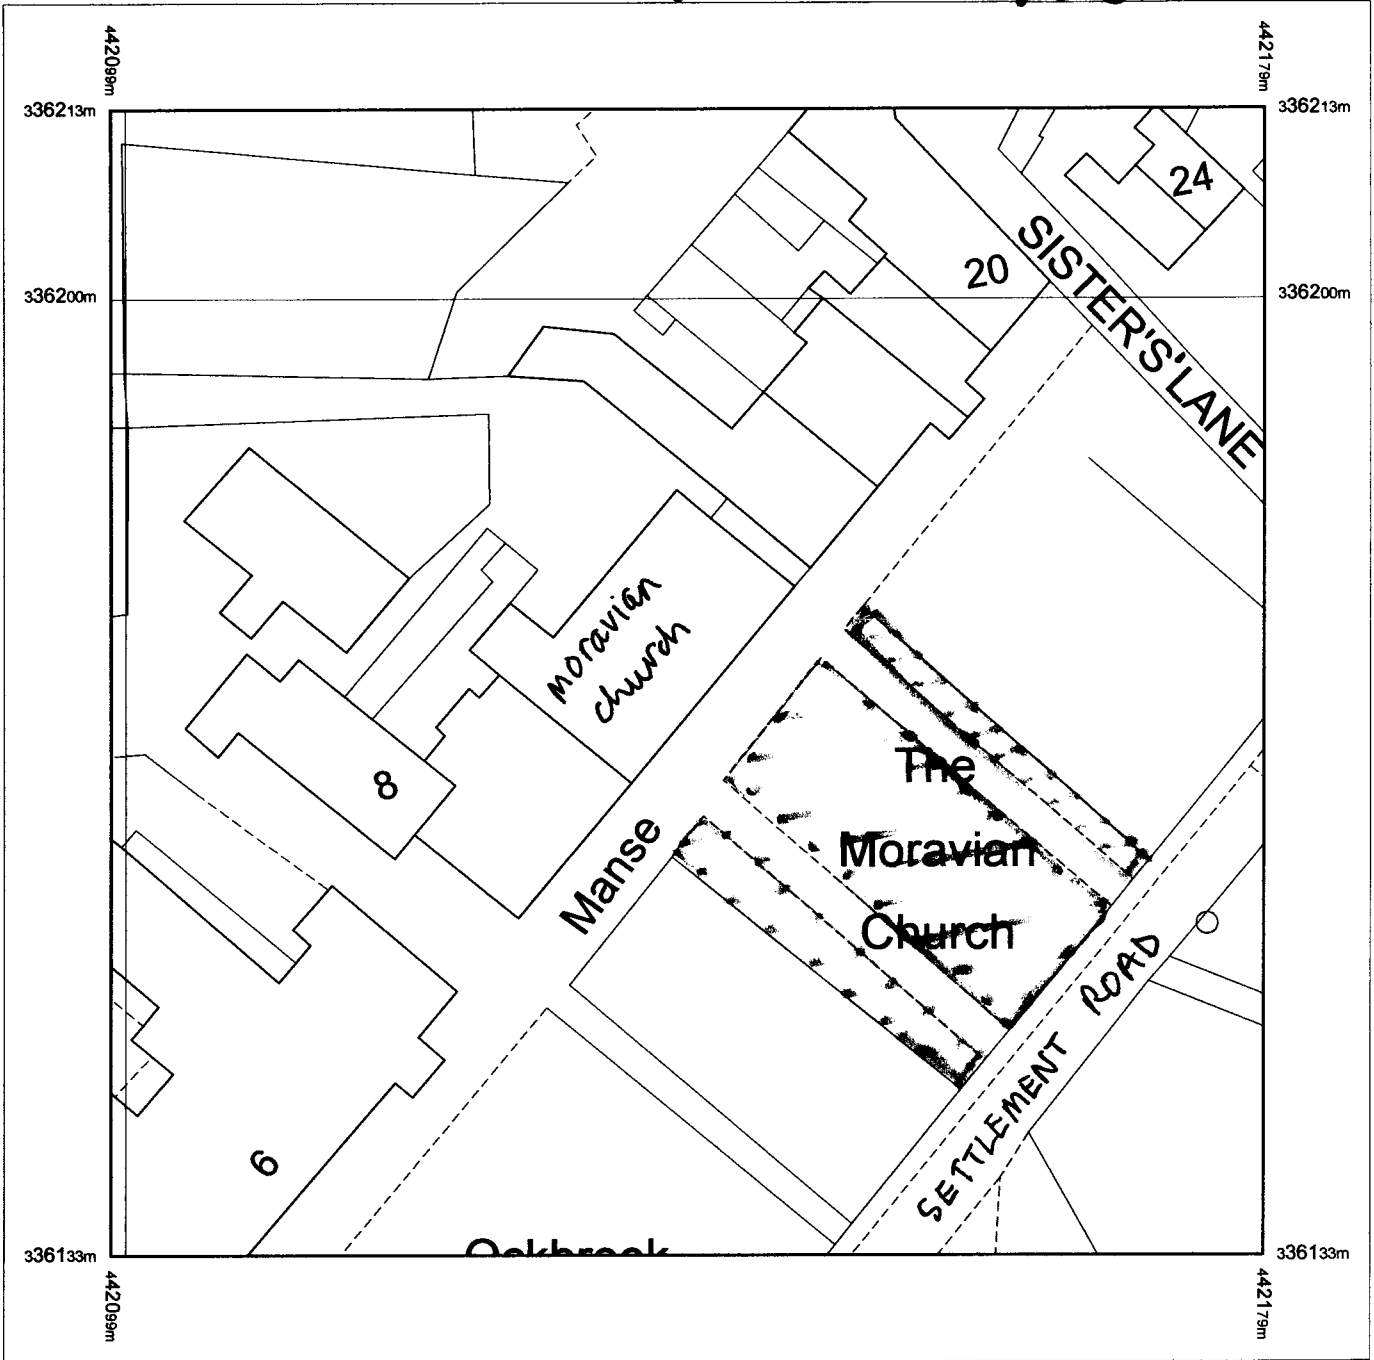 442099m
442179m
336213m
336213m
24
SISTER'S LANE
20
336200m
336200m
moravian
church
The
Moravian
Church
8
Manse
SETTLEMENT ROAD
6
336133m
336133m
442099m
442179m